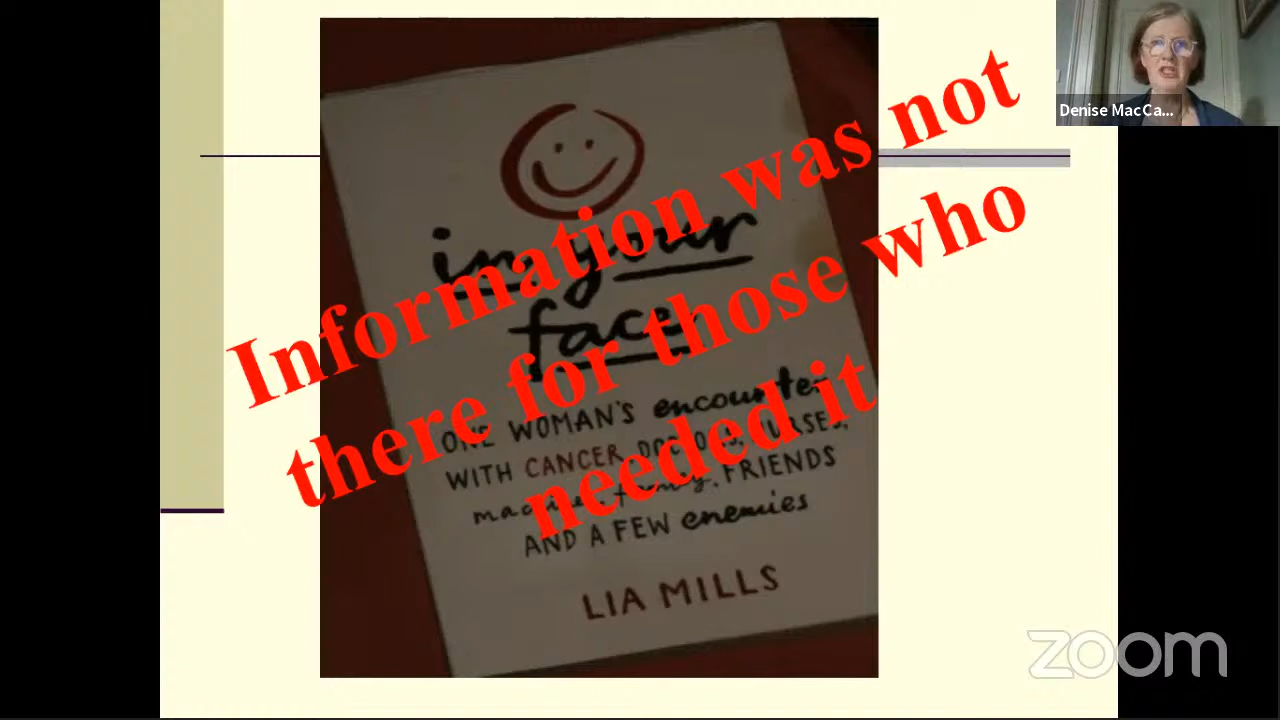 Information was not
there for those who
needed it
in your
face
ONE WOMAN'S encounter
WITH CANCER, DOCTORS, NURSES,
machines, family, FRIENDS
AND A FEW enemies
LIA MILLS
Denise MacCa...
zoom